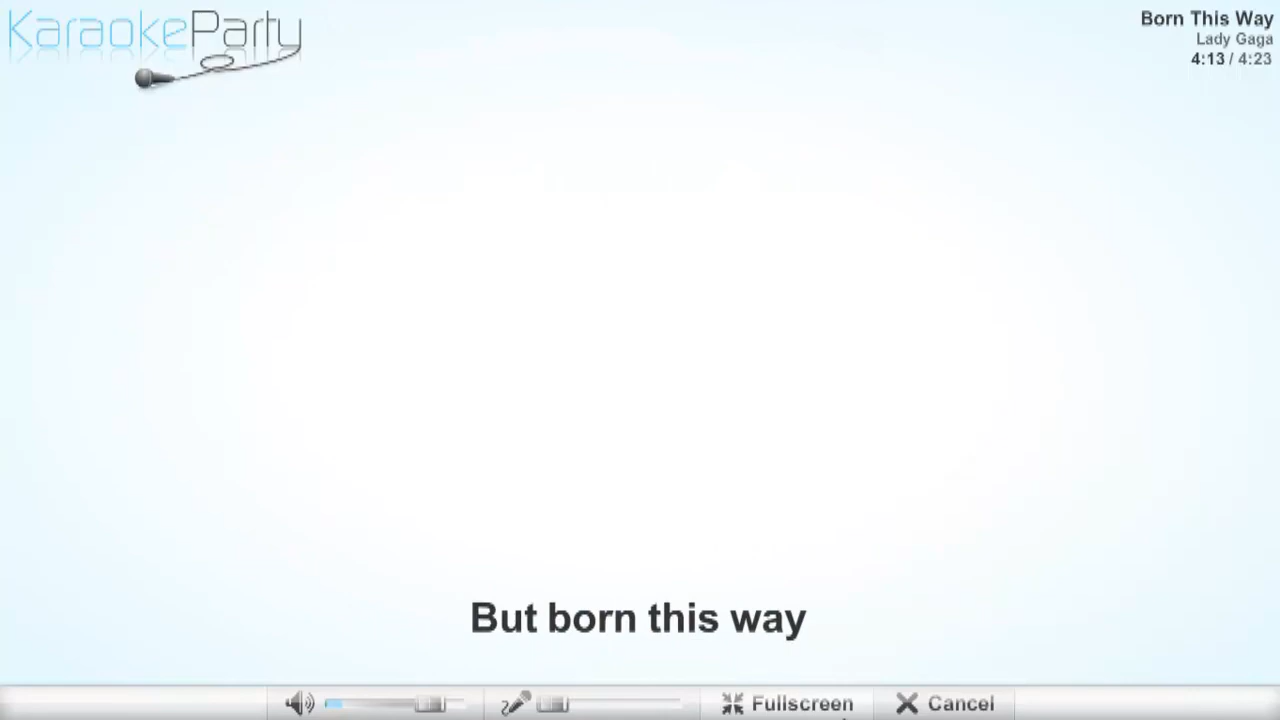 KaraokeParty
Born This Way
Lady Gaga
4:13 / 4:23
But born this way
Fullscreen
Cancel